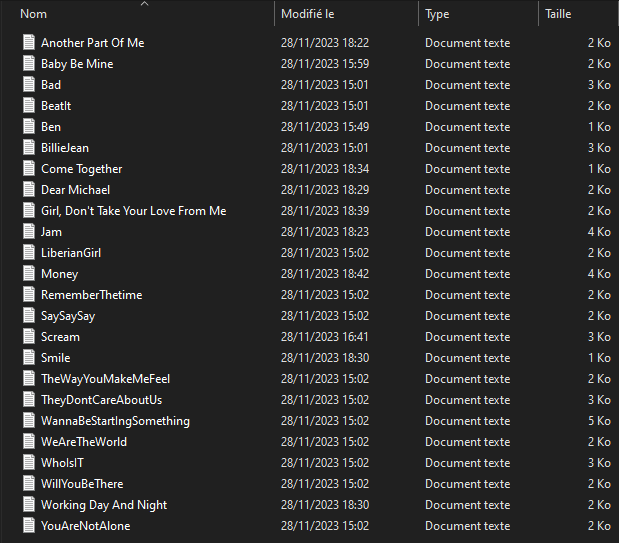 Nom Modifié le Type Taille
Another Part Of Me 28/11/2023 18:22 Document texte 2 Ko
Baby Be Mine 28/11/2023 15:59 Document texte 2 Ko
Bad 28/11/2023 15:01 Document texte 3 Ko
BeatIt 28/11/2023 15:01 Document texte 2 Ko
Ben 28/11/2023 15:49 Document texte 1 Ko
BillieJean 28/11/2023 15:01 Document texte 3 Ko
Come Together 28/11/2023 18:34 Document texte 1 Ko
Dear Michael 28/11/2023 18:29 Document texte 2 Ko
Girl, Don't Take Your Love From Me 28/11/2023 18:39 Document texte 2 Ko
Jam 28/11/2023 18:23 Document texte 4 Ko
LiberianGirl 28/11/2023 15:02 Document texte 2 Ko
Money 28/11/2023 18:42 Document texte 4 Ko
RememberThetime 28/11/2023 15:02 Document texte 2 Ko
SaySaySay 28/11/2023 15:02 Document texte 2 Ko
Scream 28/11/2023 16:41 Document texte 3 Ko
Smile 28/11/2023 18:30 Document texte 1 Ko
TheWayYouMakeMeFeel 28/11/2023 15:02 Document texte 2 Ko
TheyDontCareAboutUs 28/11/2023 15:02 Document texte 3 Ko
WannaBeStartIngSomething 28/11/2023 15:02 Document texte 5 Ko
WeAreTheWorld 28/11/2023 15:02 Document texte 2 Ko
WhoIsIT 28/11/2023 15:02 Document texte 3 Ko
WillYouBeThere 28/11/2023 15:02 Document texte 2 Ko
Working Day And Night 28/11/2023 18:30 Document texte 2 Ko
YouAreNotAlone 28/11/2023 15:02 Document texte 2 Ko